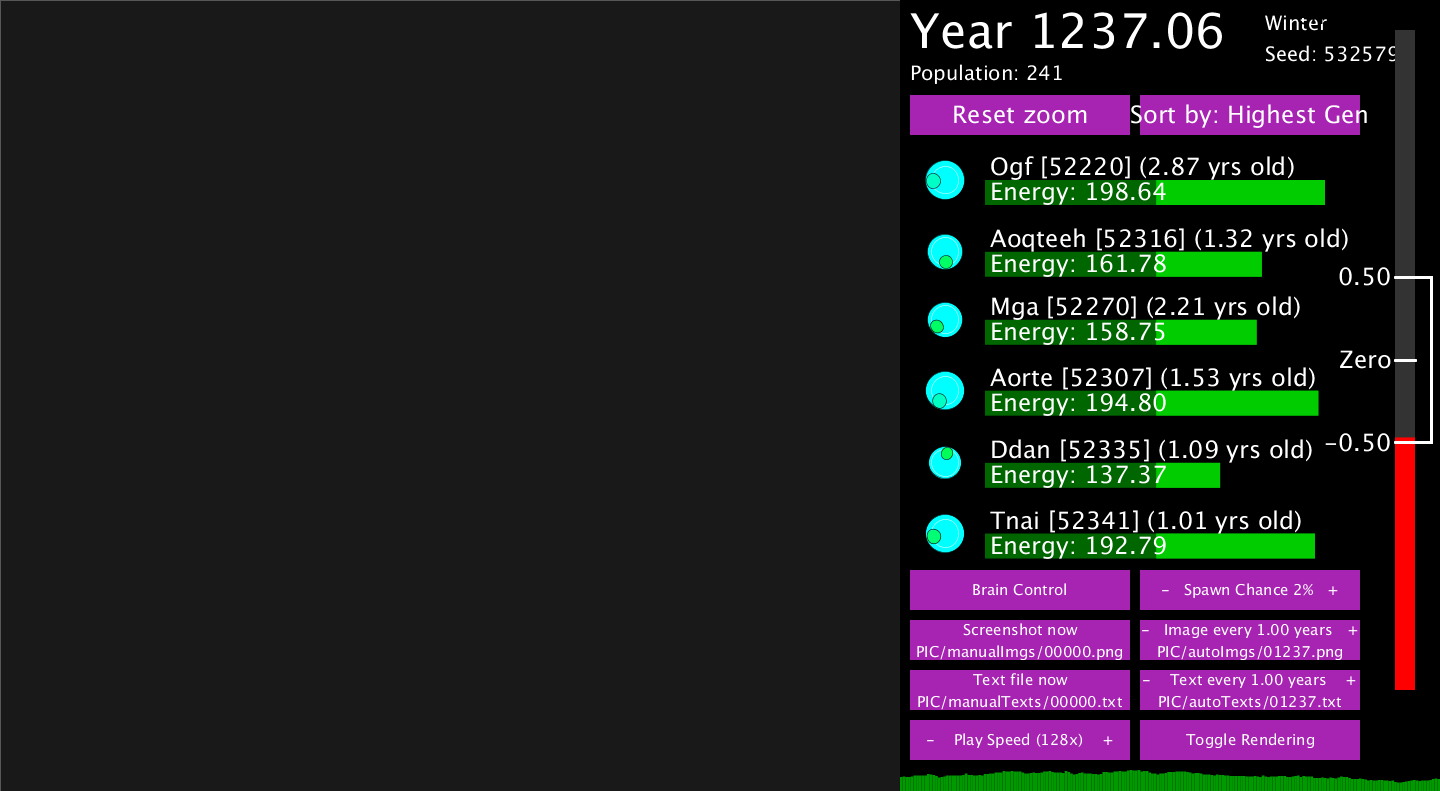 Year 1237.06
Winter
Seed: 532579
Population: 241
Reset zoom
Sort by: Highest Gen
Ogf [52220] (2.87 yrs old)
Energy: 198.64
Aoqteeh [52316] (1.32 yrs old)
Energy: 161.78
0.50
Mga [52270] (2.21 yrs old)
Energy: 158.75
Zero
Aorte [52307] (1.53 yrs old)
Energy: 194.80
-0.50
Ddan [52335] (1.09 yrs old)
Energy: 137.37
Tnai [52341] (1.01 yrs old)
Energy: 192.79
Brain Control
- Spawn Chance 2% +
Screenshot now
PIC/manualImgs/00000.png
- Image every 1.00 years +
PIC/autoImgs/01237.png
Text file now
PIC/manualTexts/00000.txt
- Text every 1.00 years +
PIC/autoTexts/01237.txt
- Play Speed (128x) +
Toggle Rendering